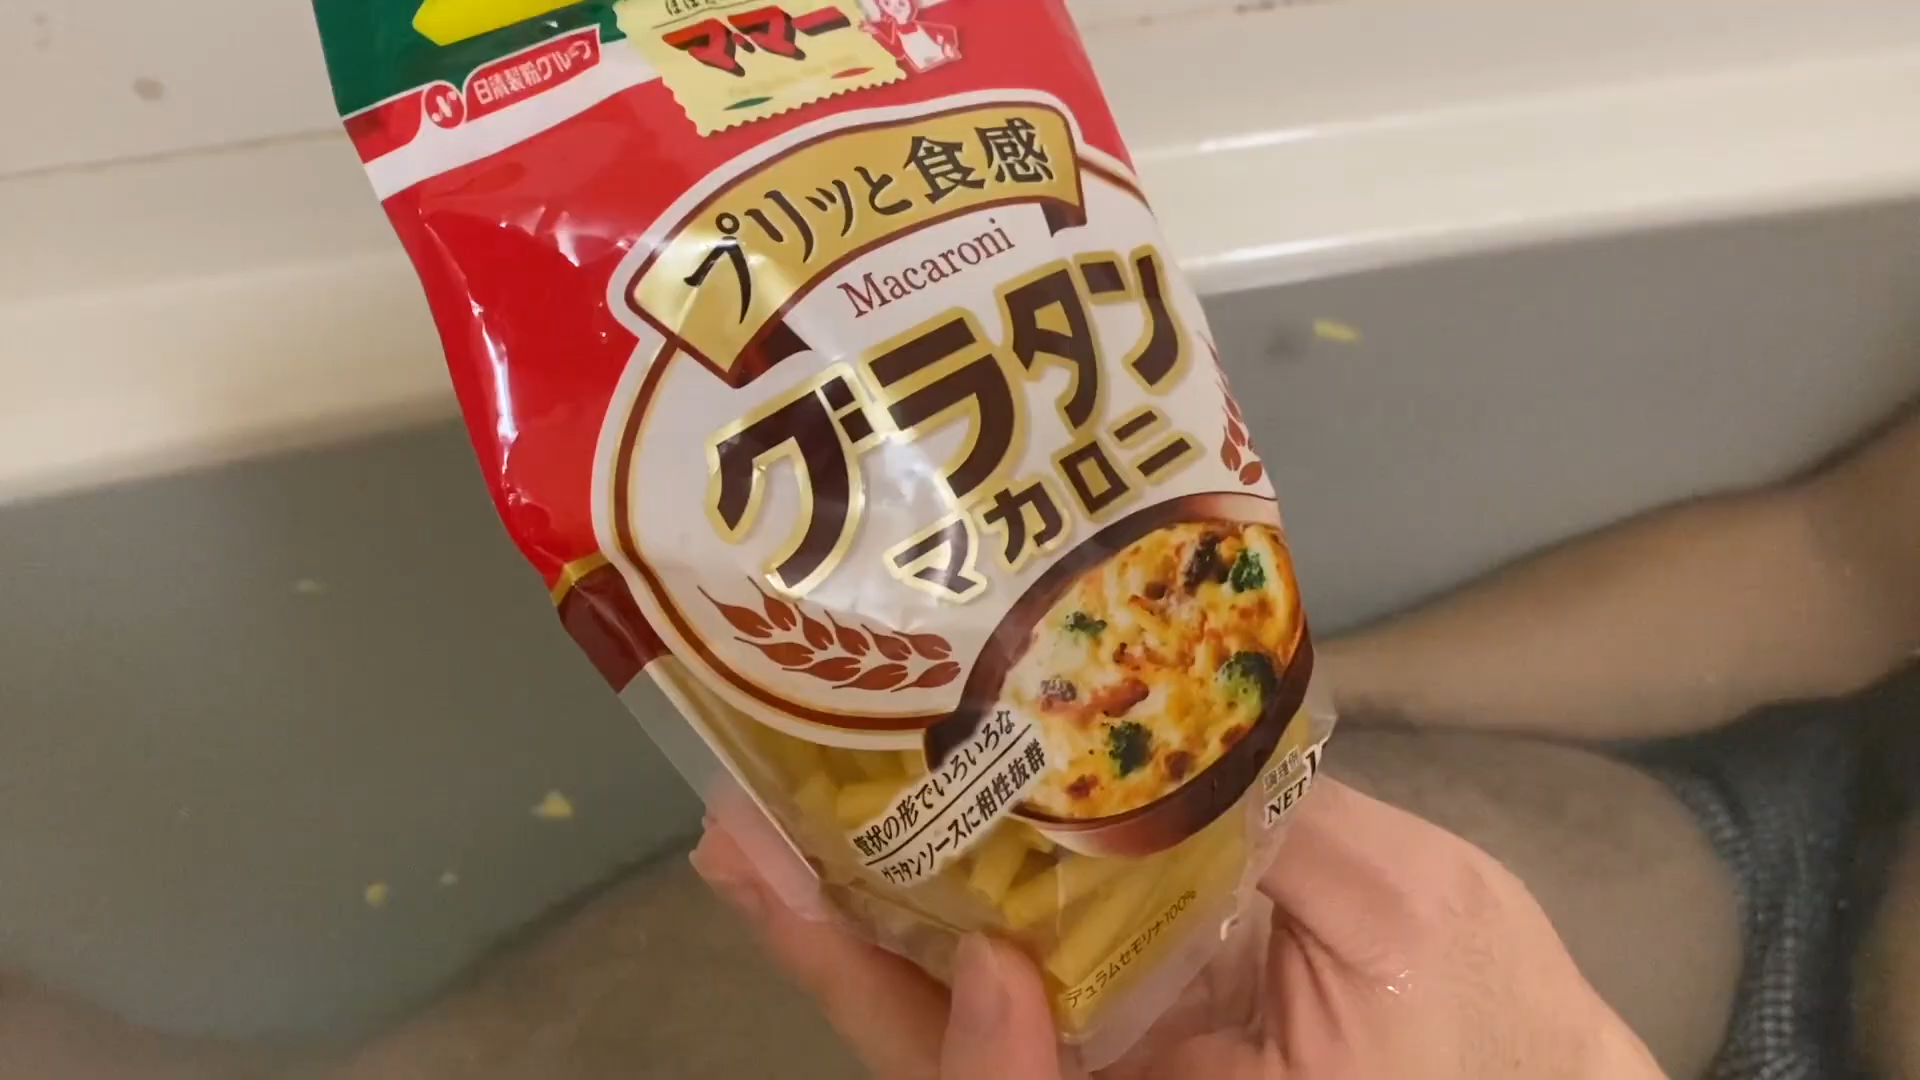 日清製粉グループ
マ・マー
プリッと食感
Macaroni
グラタン
マカロニ
管状の形でいろいろな
グラタンソースに相性抜群
調理例
NET
デュラムセモリナ100%